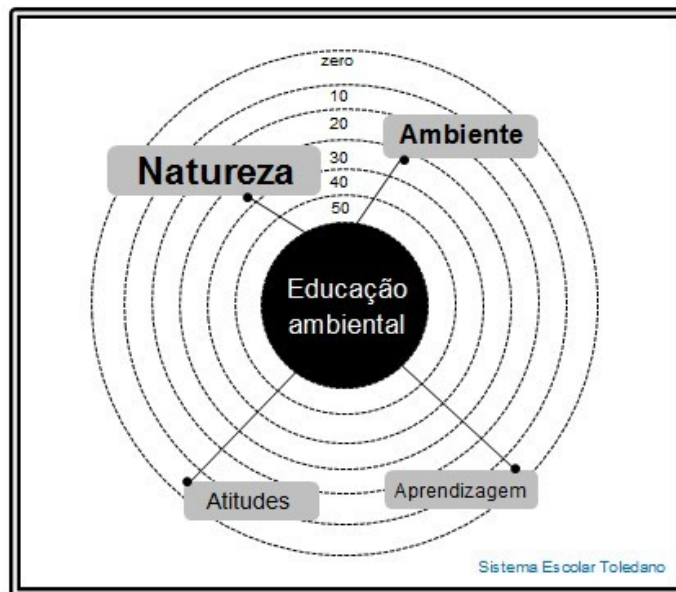 zero
10
20
Ambiente
30
Natureza
40
50
Educação
ambiental
Atitudes
Aprendizagem
Sistema Escolar Toledano